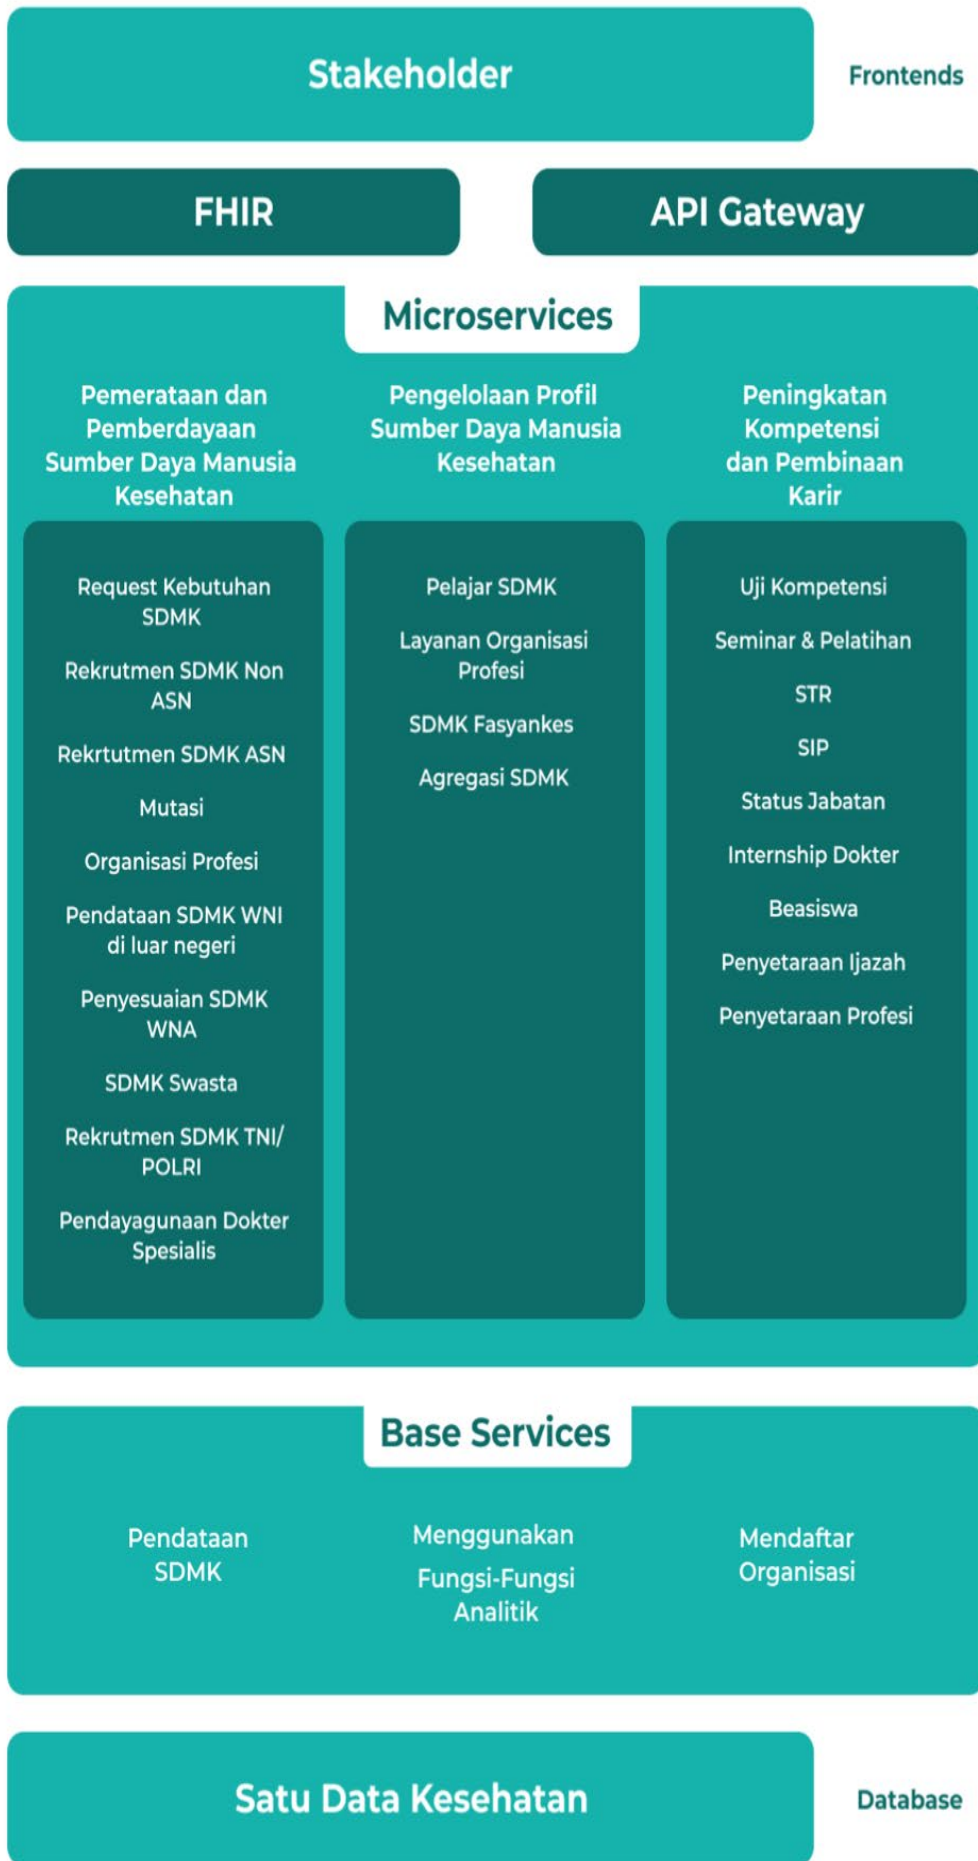 Stakeholder
Frontends
FHIR
API Gateway
Microservices
Pemerataan dan
Pemberdayaan
Sumber Daya Manusia
Kesehatan
Request Kebutuhan
SDMK
Rekrutmen SDMK Non
ASN
Rekrtutmen SDMK ASN
Mutasi
Organisasi Profesi
Pendataan SDMK WNI
di luar negeri
Penyesuaian SDMK
WNA
SDMK Swasta
Rekrutmen SDMK TNI/
POLRI
Pendayagunaan Dokter
Spesialis
Pengelolaan Profil
Sumber Daya Manusia
Kesehatan
Pelajar SDMK
Layanan Organisasi
Profesi
SDMK Fasyankes
Agregasi SDMK
Peningkatan
Kompetensi
dan Pembinaan
Karir
Uji Kompetensi
Seminar & Pelatihan
STR
SIP
Status Jabatan
Internship Dokter
Beasiswa
Penyetaraan Ijazah
Penyetaraan Profesi
Base Services
Pendataan
SDMK
Menggunakan
Fungsi-Fungsi
Analitik
Mendaftar
Organisasi
Satu Data Kesehatan
Database